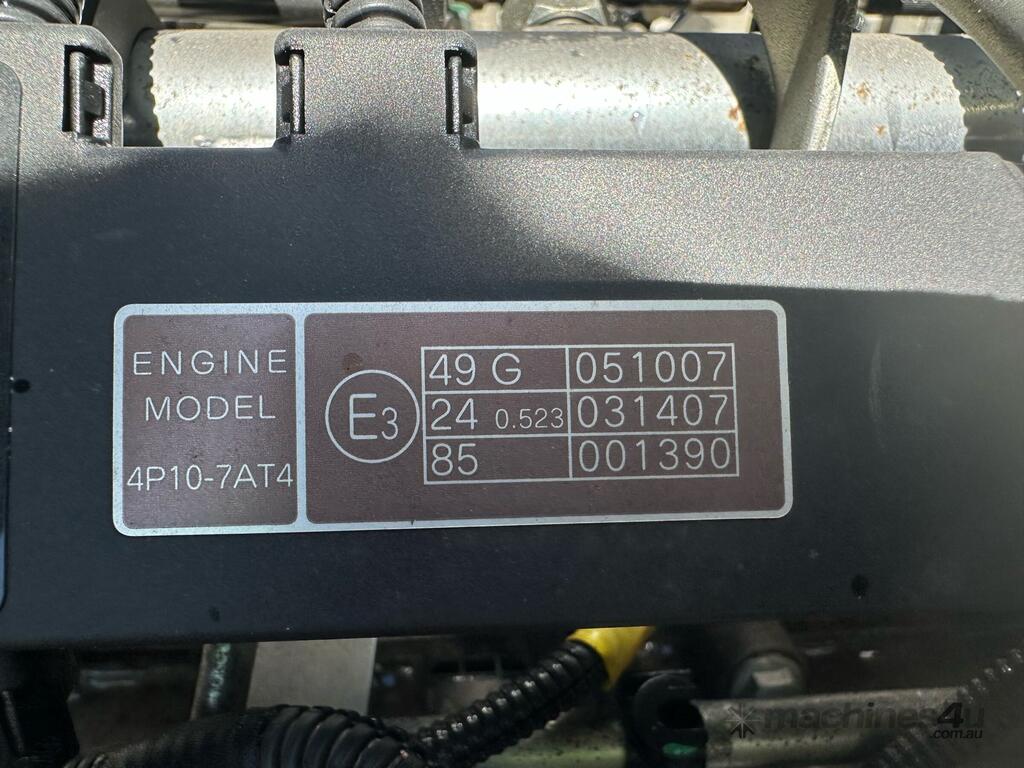 ENGINE
MODEL
4P10-7AT4
E3
49 G 051007
24 0.523 031407
85 001390
machines4u
.com.au